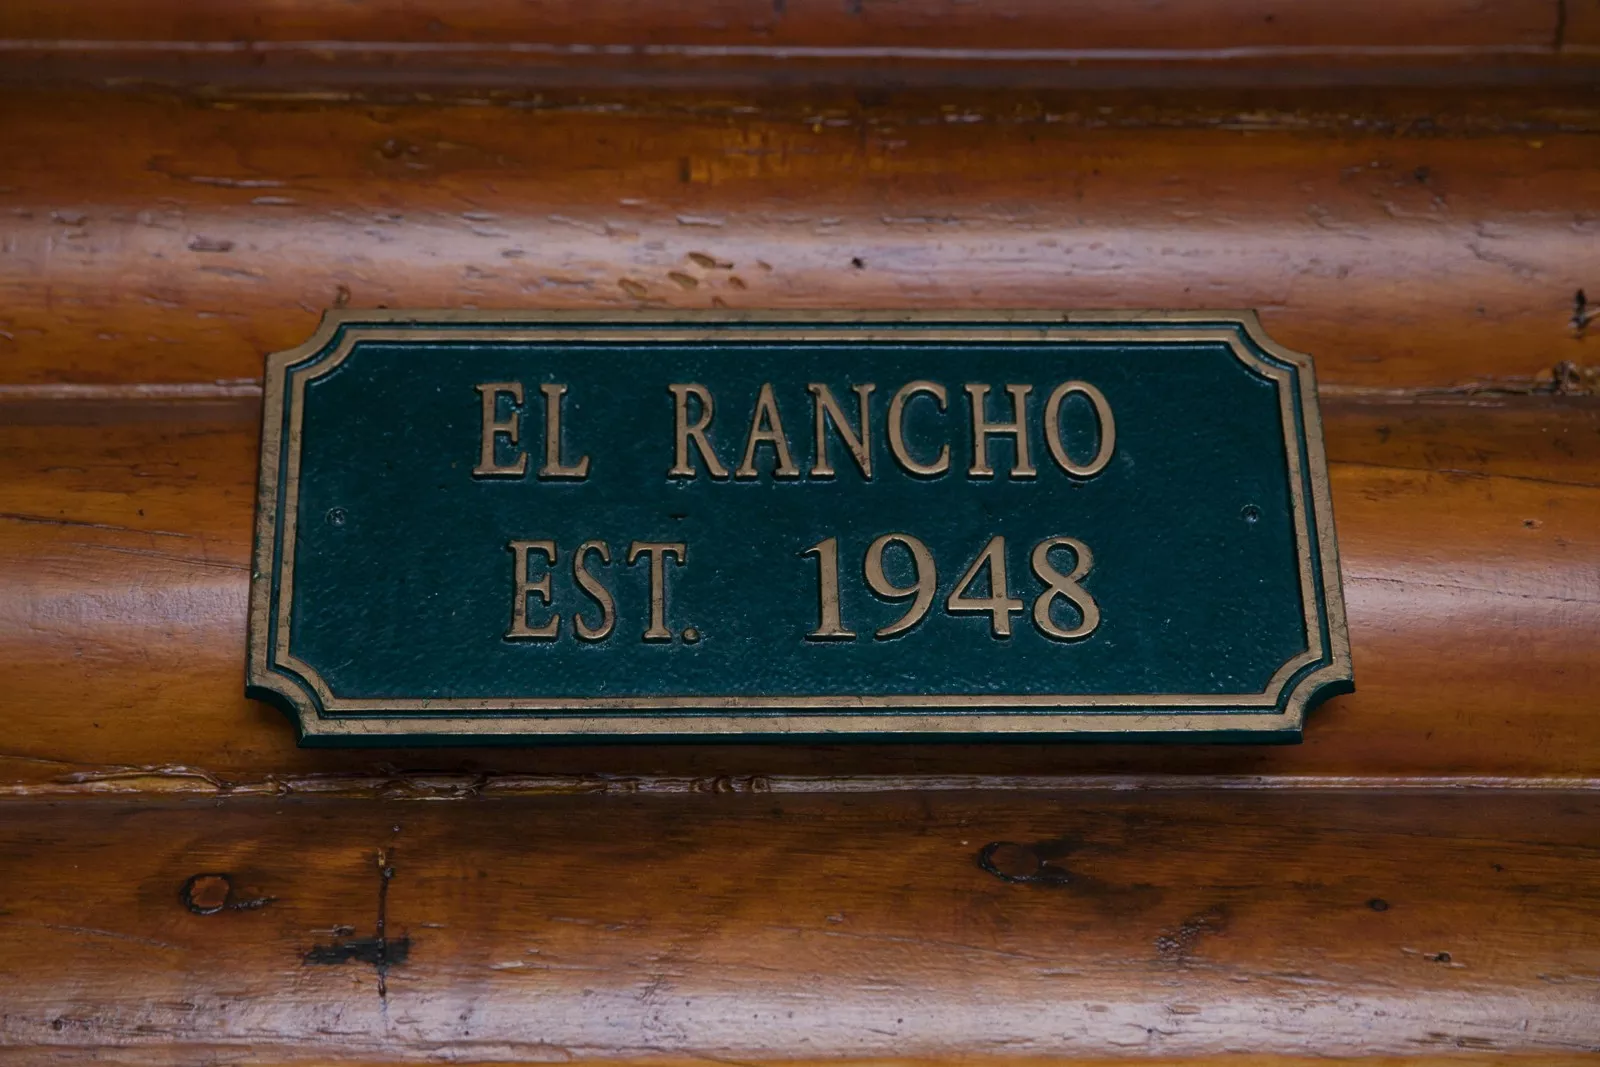 EL RANCHO
EST. 1948